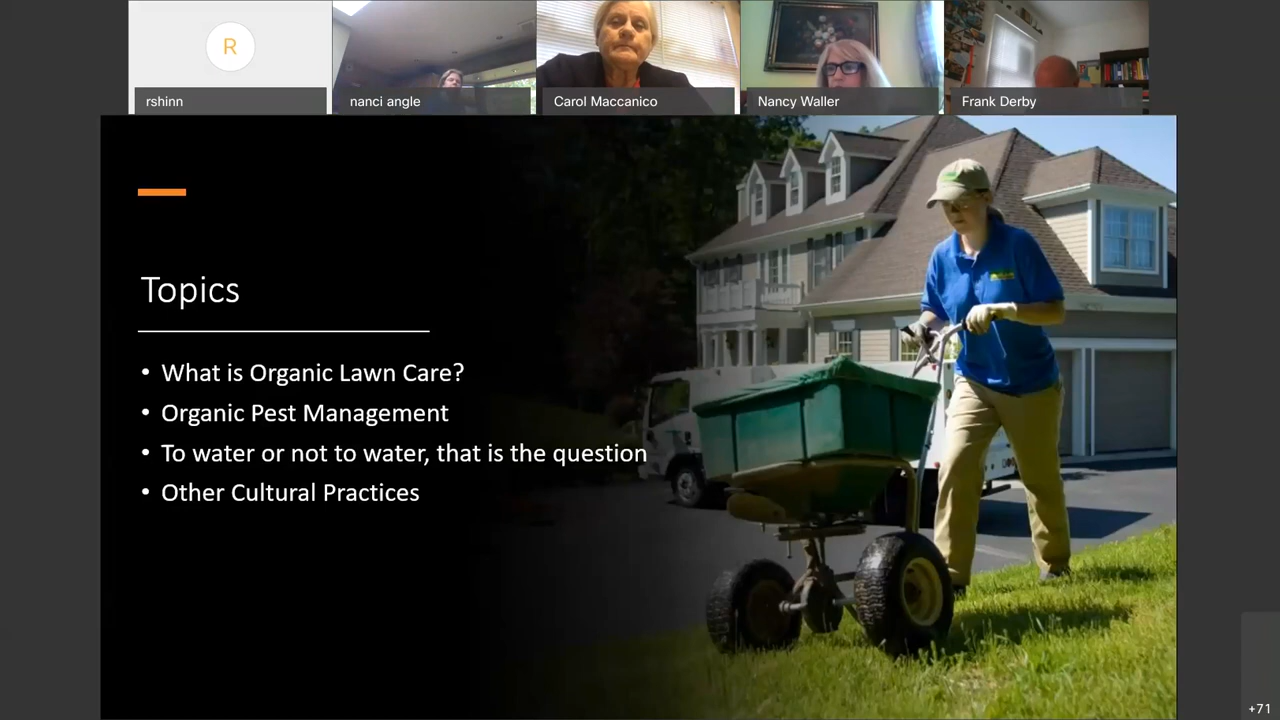 R
rshinn
nanci angle
Carol Maccanico
Nancy Waller
Frank Derby
Topics
• What is Organic Lawn Care?
• Organic Pest Management
• To water or not to water, that is the question
• Other Cultural Practices
+71